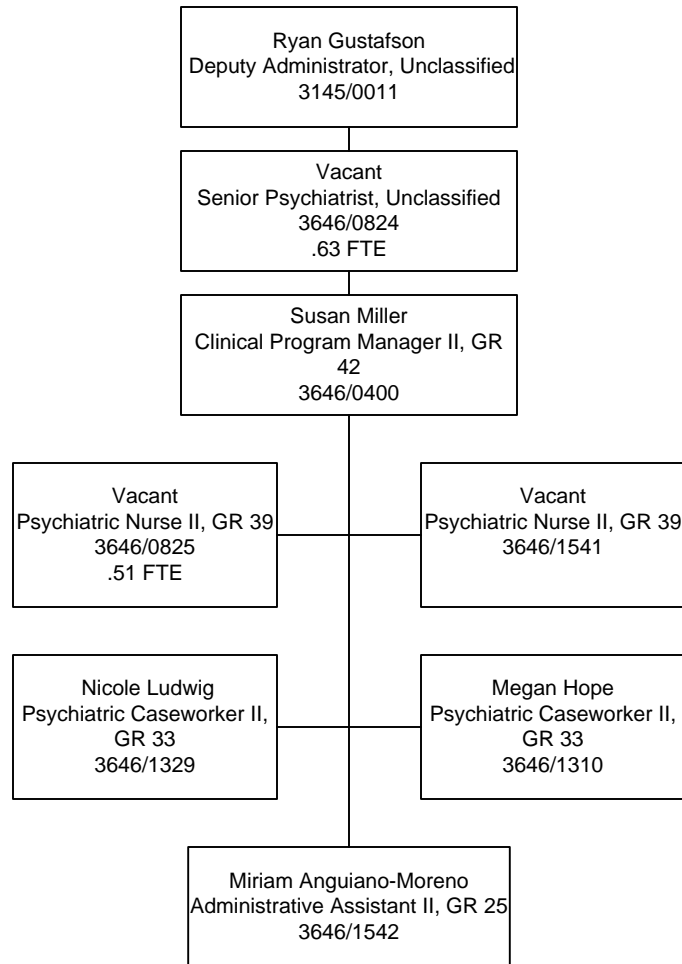 Ryan Gustafson
Deputy Administrator, Unclassified
3145/0011
Vacant
Senior Psychiatrist, Unclassified
3646/0824
.63 FTE
Susan Miller
Clinical Program Manager II, GR
42
3646/0400
Vacant
Psychiatric Nurse II, GR 39
3646/0825
.51 FTE
Vacant
Psychiatric Nurse II, GR 39
3646/1541
Nicole Ludwig
Psychiatric Caseworker II,
GR 33
3646/1329
Megan Hope
Psychiatric Caseworker II,
GR 33
3646/1310
Miriam Anguiano-Moreno
Administrative Assistant II, GR 25
3646/1542